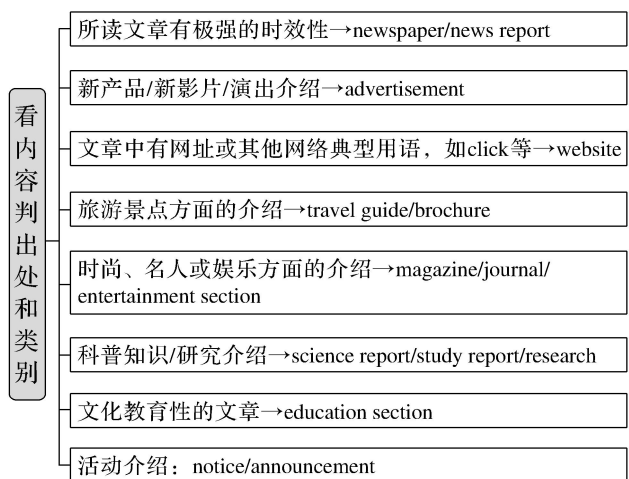 看内容判出处和类别
所读文章有极强的时效性→newspaper/news report
新产品/新影片/演出介绍→advertisement
文章中有网址或其他网络典型用语，如click等→website
旅游景点方面的介绍→travel guide/brochure
时尚、名人或娱乐方面的介绍→magazine/journal/
entertainment section
科普知识/研究介绍→science report/study report/research
文化教育性的文章→education section
活动介绍：notice/announcement